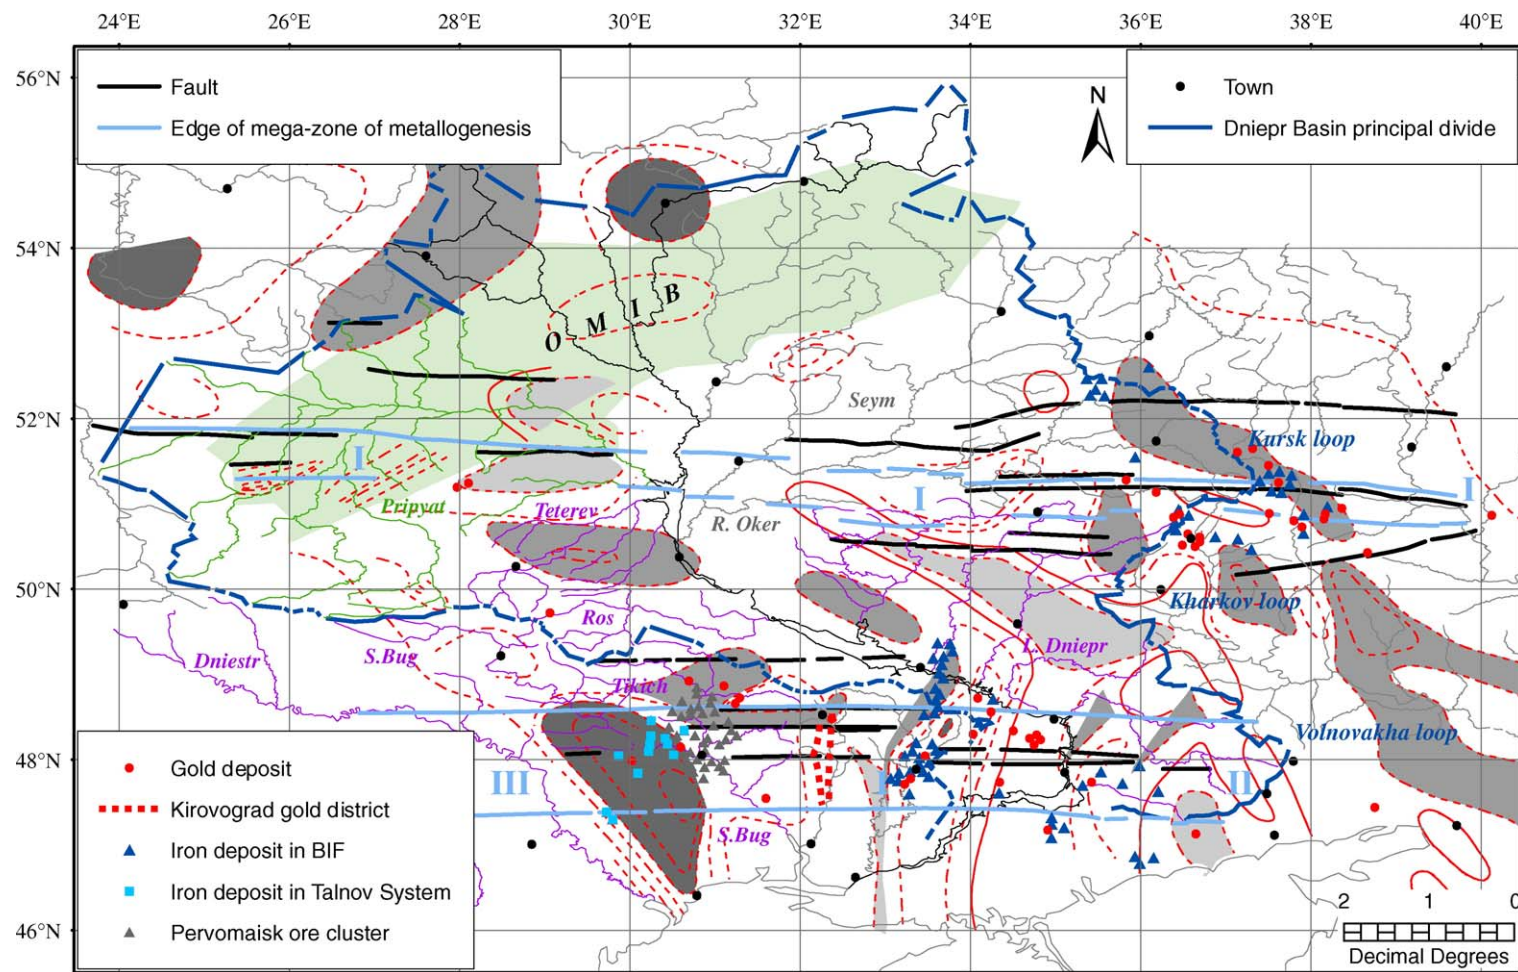 24°E 26°E 28°E 30°E 32°E 34°E 36°E 38°E 40°E
56°N
Fault
Edge of mega-zone of metallogenesis
N
Town
Dniepr Basin principal divide
54°N
O M I B
52°N
Seym
Kursk loop
I
I
I
Pripyat
Teterev
R. Oker
50°N
Kharkov loop
Ros
Dniestr
S.Bug
L. Dniepr
Tikich
Volnovakha loop
48°N
III
I
II
S.Bug
46°N
Gold deposit
Kirovograd gold district
Iron deposit in BIF
Iron deposit in Talnov System
Pervomaisk ore cluster
2 1 0
Decimal Degrees